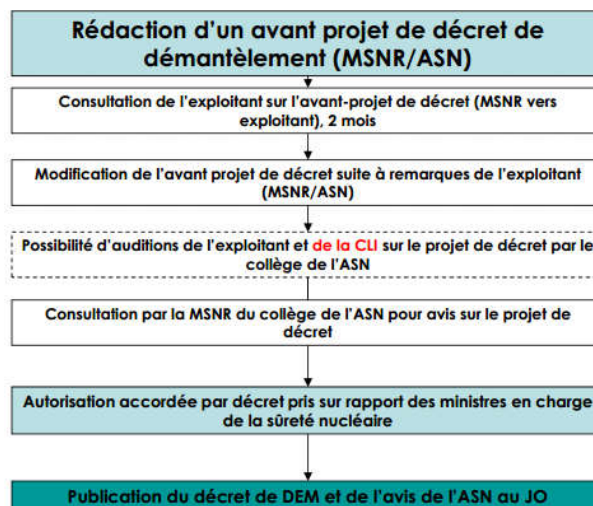 Rédaction d'un avant projet de décret de
démantèlement (MSNR/ASN)
Consultation de l'exploitant sur l'avant-projet de décret (MSNR vers
exploitant), 2 mois
Modification de l'avant projet de décret suite à remarques de l'exploitant
(MSNR/ASN)
Possibilité d'auditions de l'exploitant et de la CLI sur le projet de décret par le
collège de l'ASN
Consultation par la MSNR du collège de l'ASN pour avis sur le projet de
décret
Autorisation accordée par décret pris sur rapport des ministres en charge
de la sûreté nucléaire
Publication du décret de DEM et de l'avis de l'ASN au JO